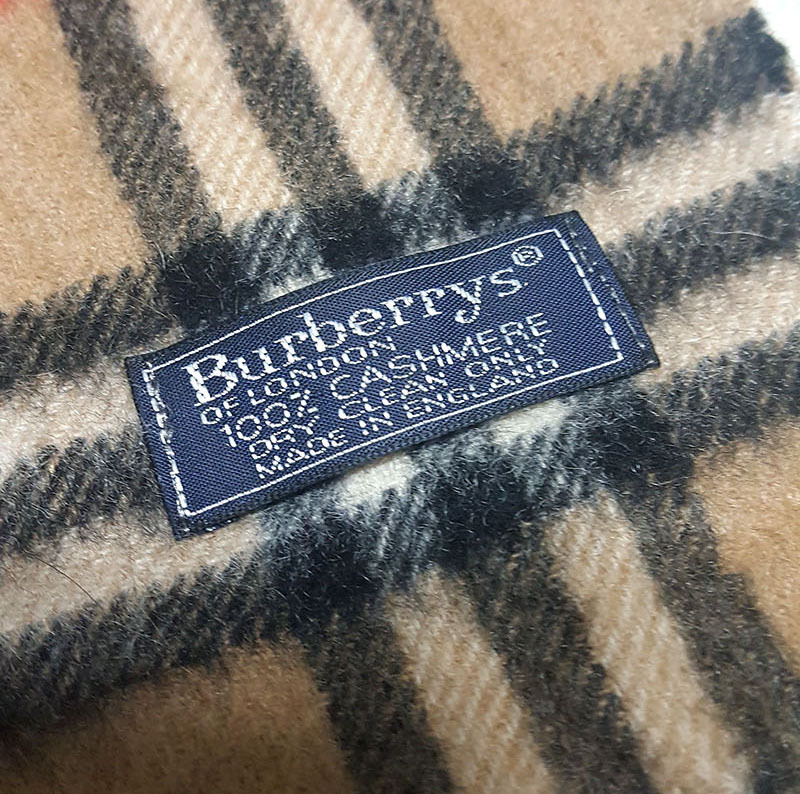 Burberrys®
OF LONDON
100% CASHMERE
DRY CLEAN ONLY
MADE IN ENGLAND